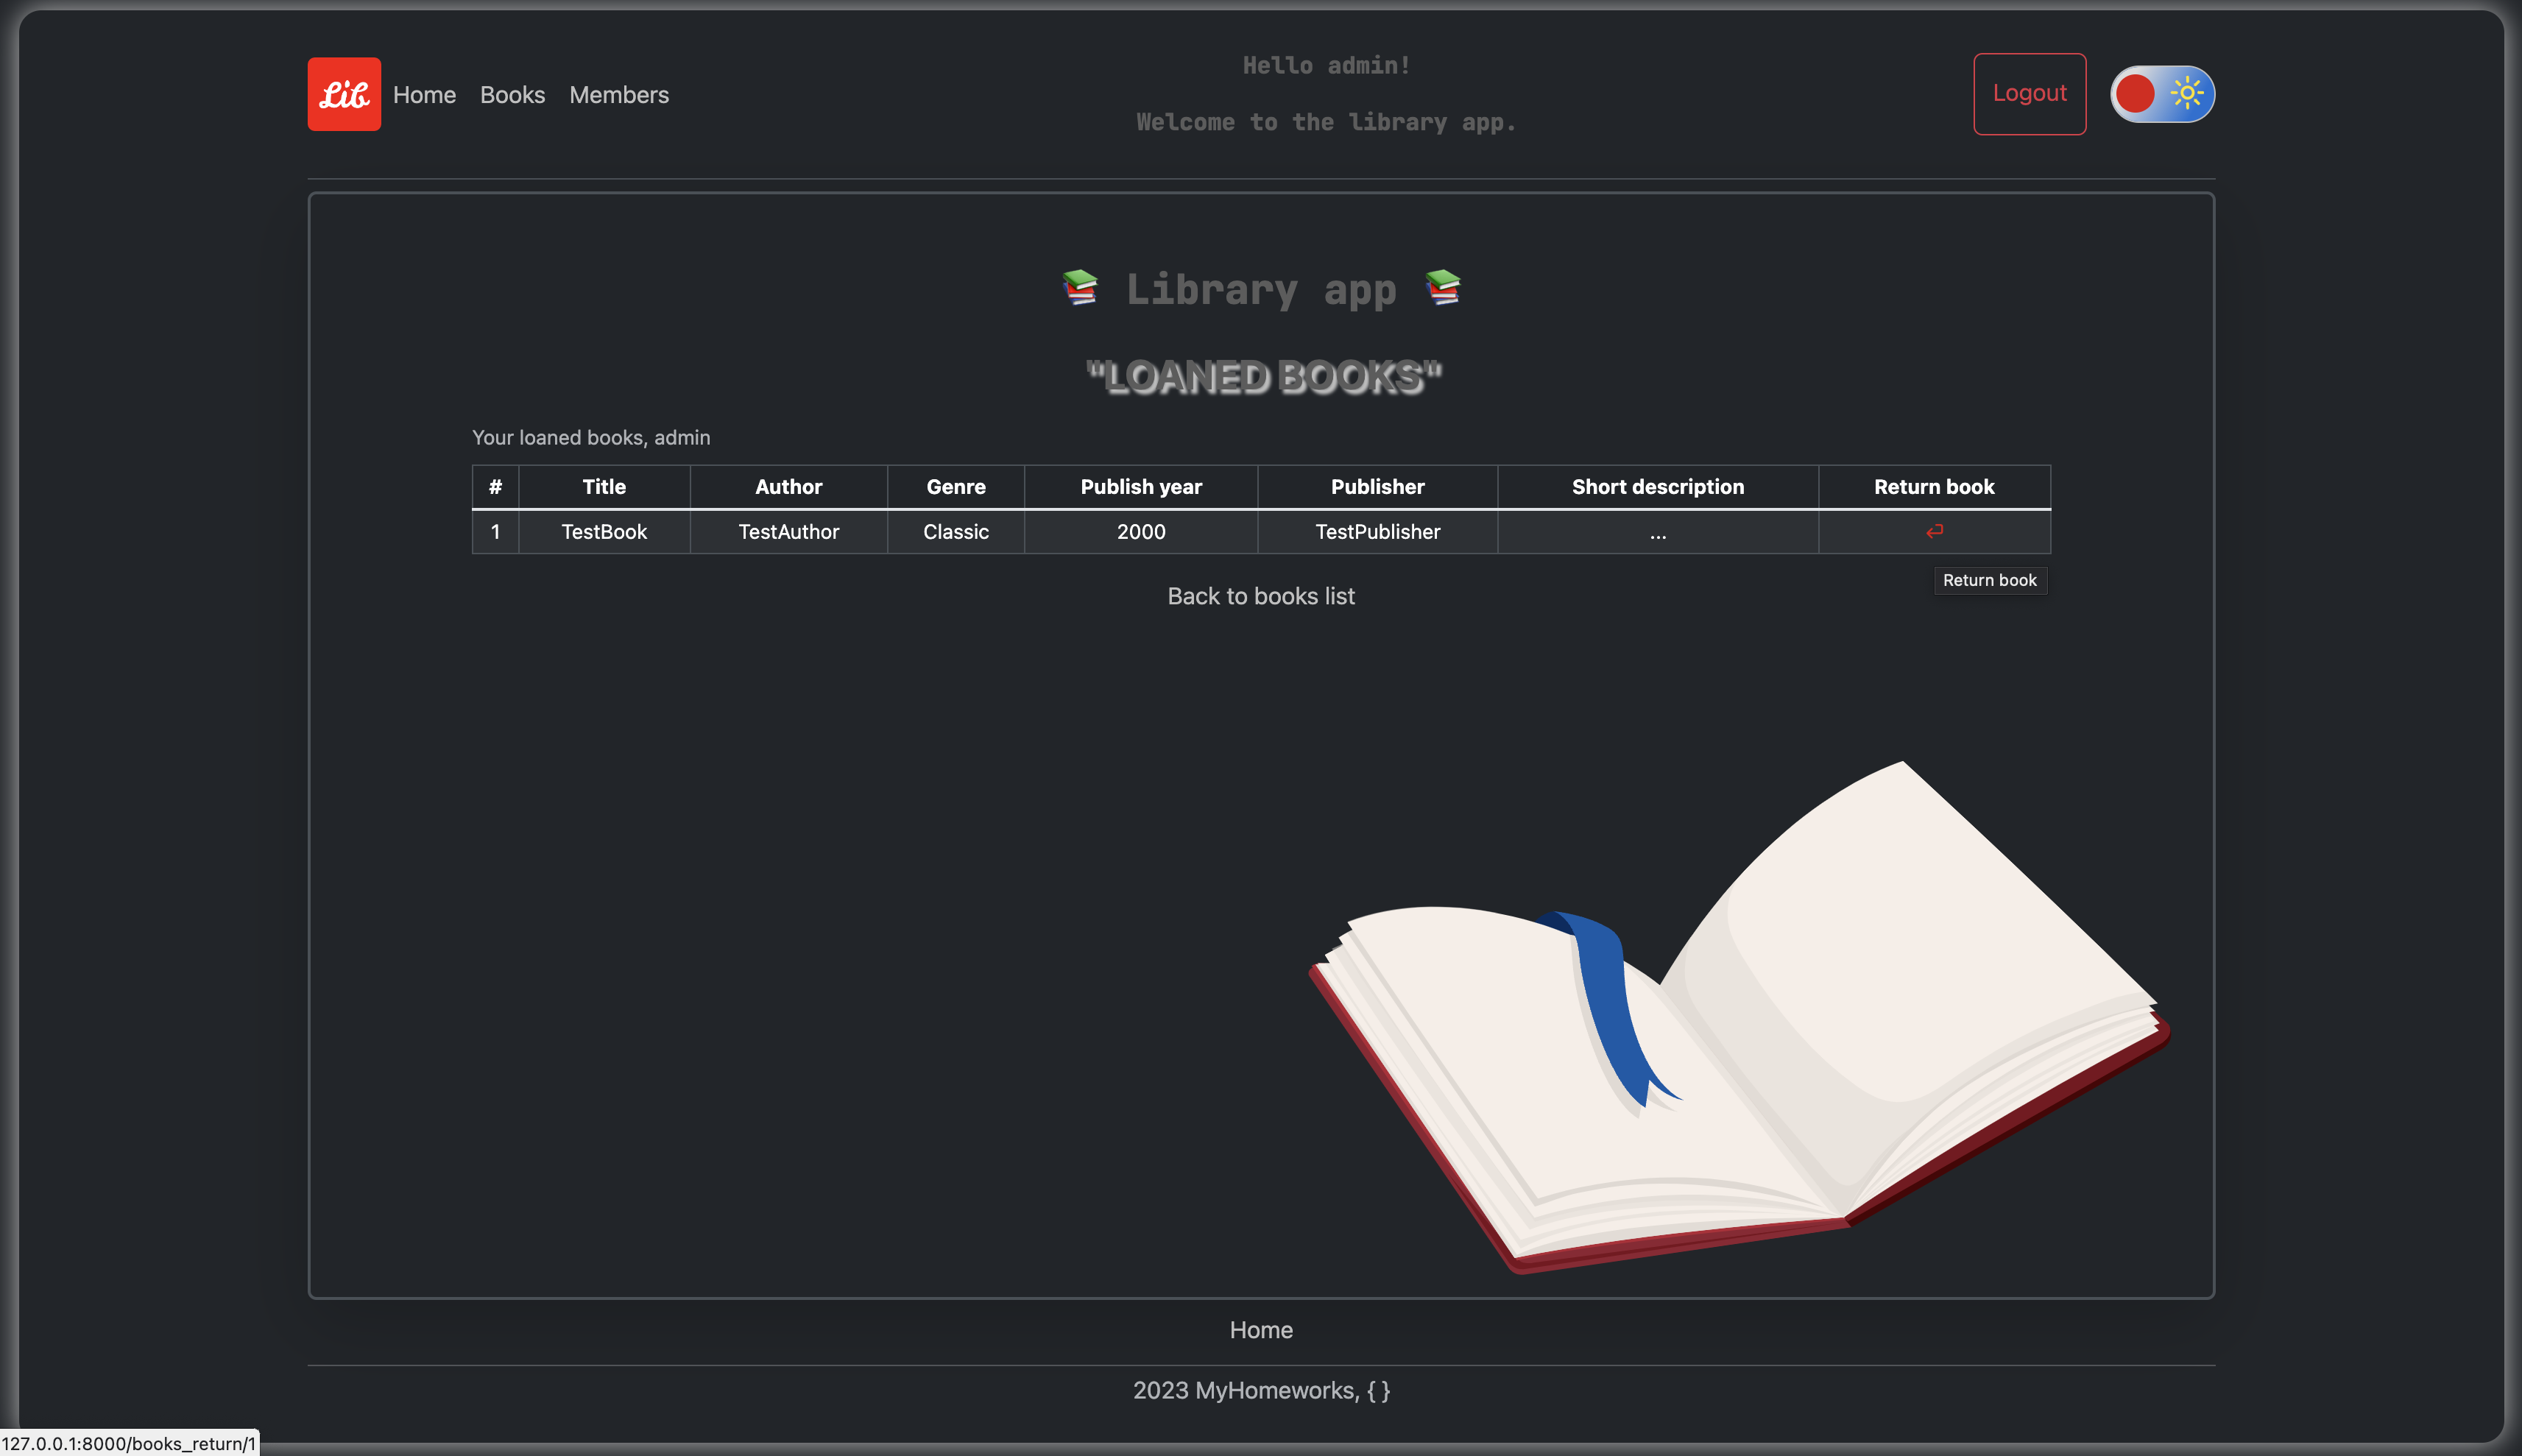 Lib Home Books Members
Hello admin!
Welcome to the library app.
Logout
Library app
"LOANED BOOKS"
Your loaned books, admin
# Title Author Genre Publish year Publisher Short description Return book
1 TestBook TestAuthor Classic 2000 TestPublisher ...
Return book
Back to books list
Home
2023 MyHomeworks, { }
127.0.0.1:8000/books_return/1